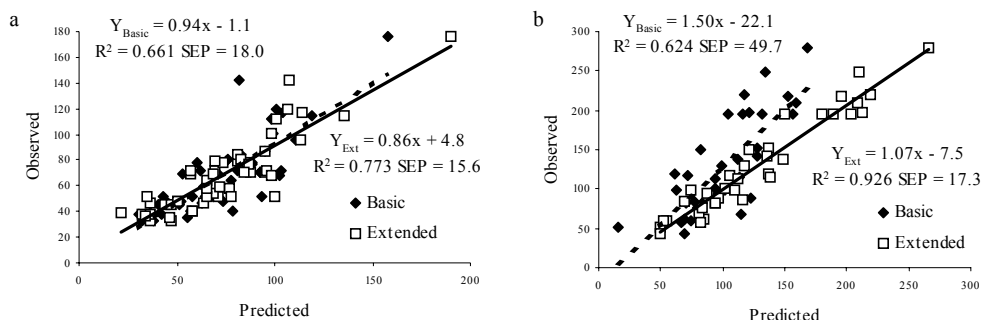 a
Y_Basic = 0.94x - 1.1
R² = 0.661 SEP = 18.0
180
160
140
120
100
80
60
40
20
0
Observed
Y_Ext = 0.86x + 4.8
R² = 0.773 SEP = 15.6
Basic
Extended
0 50 100 150 200
Predicted
b
Y_Basic = 1.50x - 22.1
R² = 0.624 SEP = 49.7
300
250
200
150
100
50
0
Observed
Y_Ext = 1.07x - 7.5
R² = 0.926 SEP = 17.3
Basic
Extended
0 50 100 150 200 250 300
Predicted